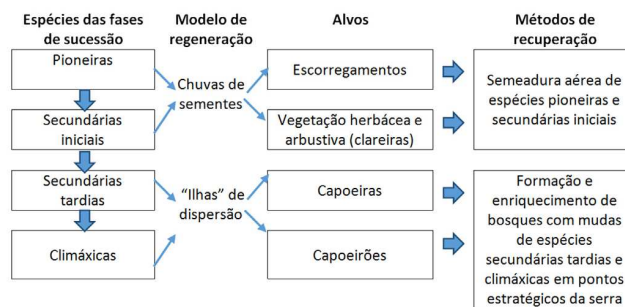 Espécies das fases
de sucessão
Modelo de
regeneração
Alvos
Métodos de
recuperação
Pioneiras
Secundárias
iniciais
Secundárias
tardias
Climáxicas
Chuvas de
sementes
"Ilhas" de
dispersão
Escorregamentos
Vegetação herbácea e
arbustiva (clareiras)
Capoeiras
Capoeirões
Semeadura aérea de
espécies pioneiras e
secundárias iniciais
Formação e
enriquecimento de
bosques com mudas
de espécies
secundárias tardias e
climáxicas em pontos
estratégicos da serra